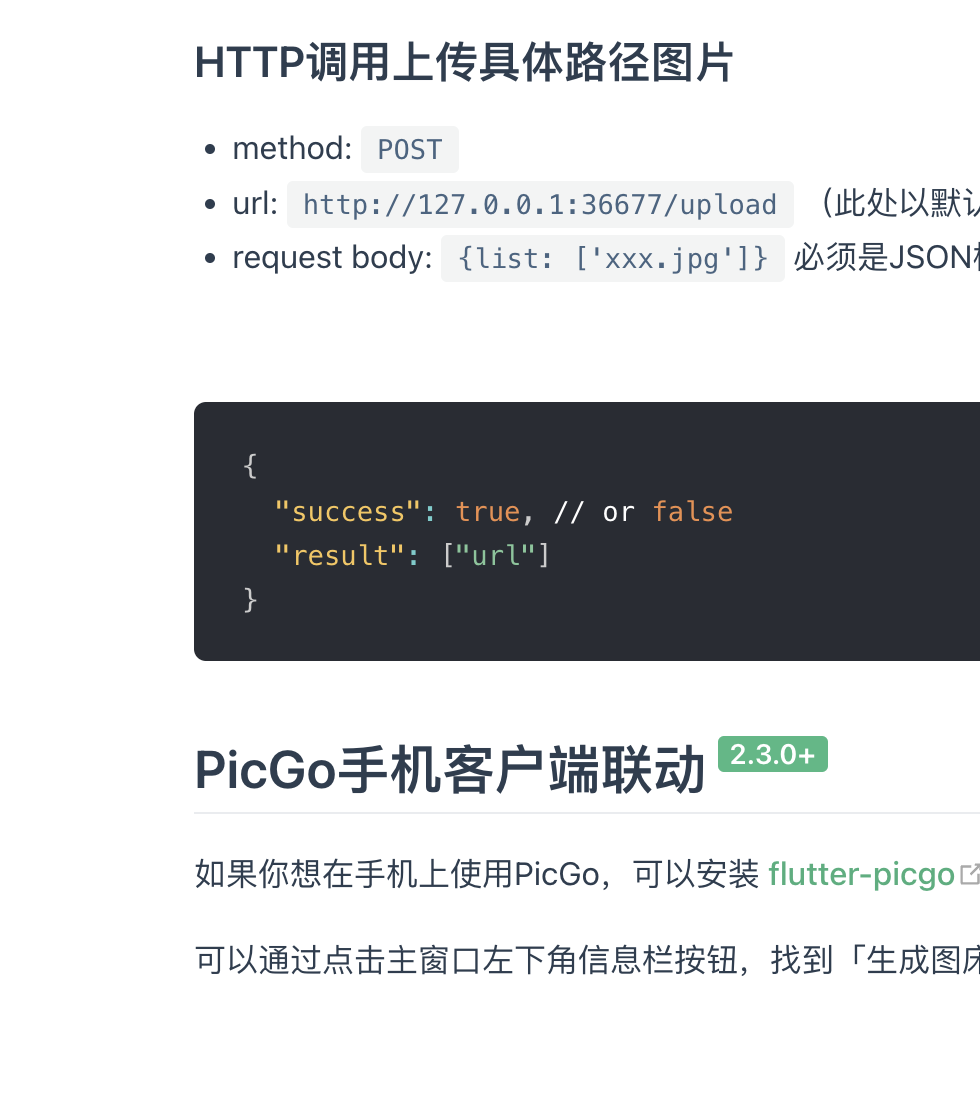 HTTP调用上传具体路径图片
• method: POST
• url: http://127.0.0.1:36677/upload （此处以默
• request body: {list: ['xxx.jpg']} 必须是JSON
{
"success": true, // or false
"result": ["url"]
}
PicGo手机客户端联动 2.3.0+
如果你想在手机上使用PicGo，可以安装 flutter-picgo
可以通过点击主窗口左下角信息栏按钮，找到「生成图